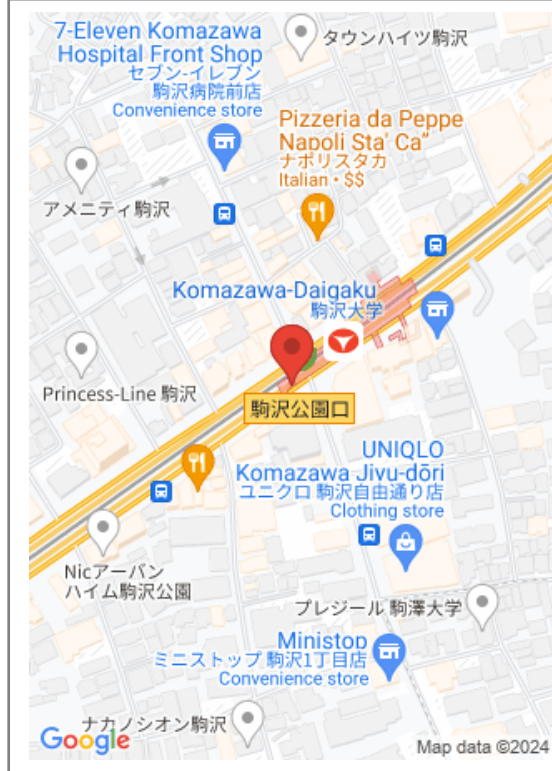 7-Eleven Komazawa
Hospital Front Shop
セブン-イレブン
駒沢病院前店
Convenience store
タウンハイツ駒沢
Pizzeria da Peppe
Napoli Sta' Ca”
ナポリスタカ
Italian • $$
アメニティ駒沢
Komazawa-Daigaku
駒沢大学
Princess-Line 駒沢
駒沢公園口
UNIQLO
Komazawa Jiyu-dōri
ユニクロ 駒沢自由通り店
Clothing store
Nicアーバン
ハイム駒沢公園
プレジール 駒澤大学
Ministop
ミニストップ 駒沢1丁目店
Convenience store
ナカノシオン駒沢
Google
Map data ©2024